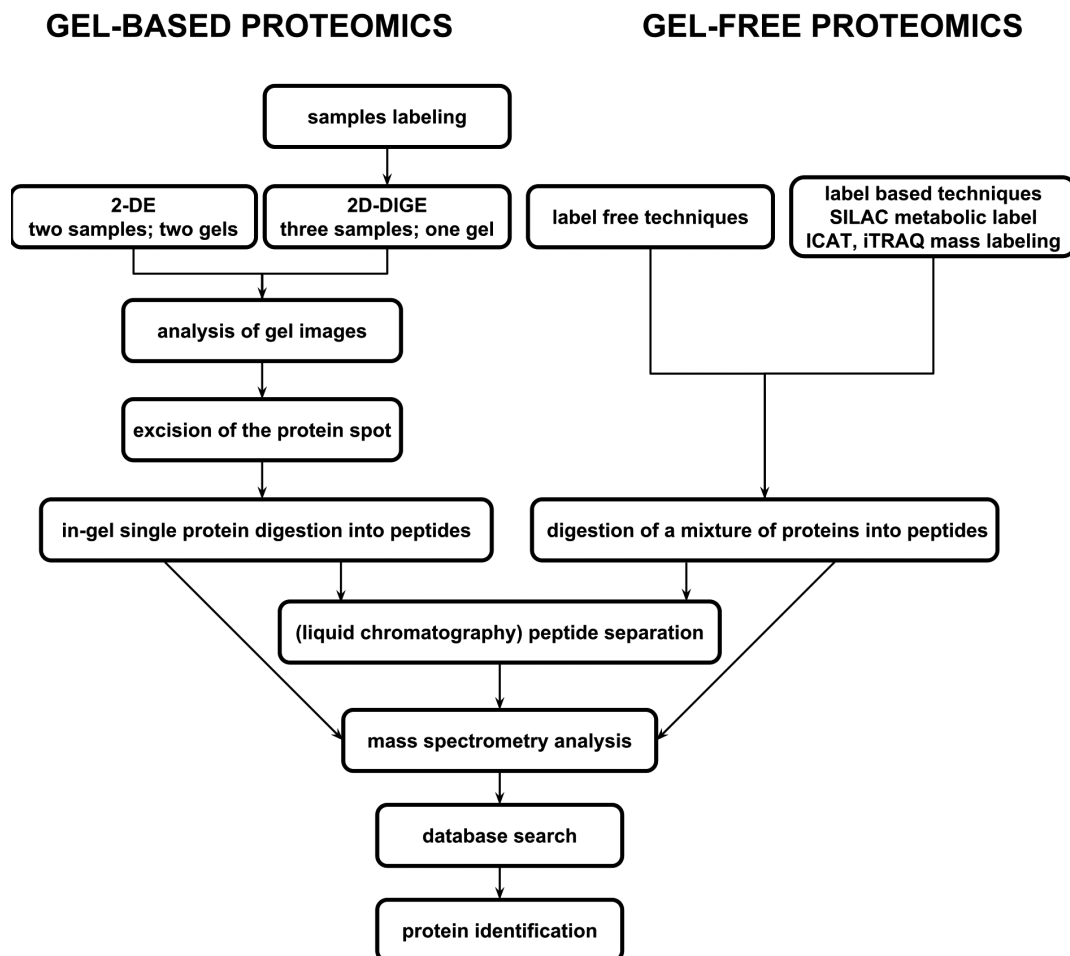 GEL-BASED PROTEOMICS
GEL-FREE PROTEOMICS
samples labeling
2-DE
two samples; two gels
2D-DIGE
three samples; one gel
label free techniques
label based techniques
SILAC metabolic label
ICAT, iTRAQ mass labeling
analysis of gel images
excision of the protein spot
in-gel single protein digestion into peptides
digestion of a mixture of proteins into peptides
(liquid chromatography) peptide separation
mass spectrometry analysis
database search
protein identification